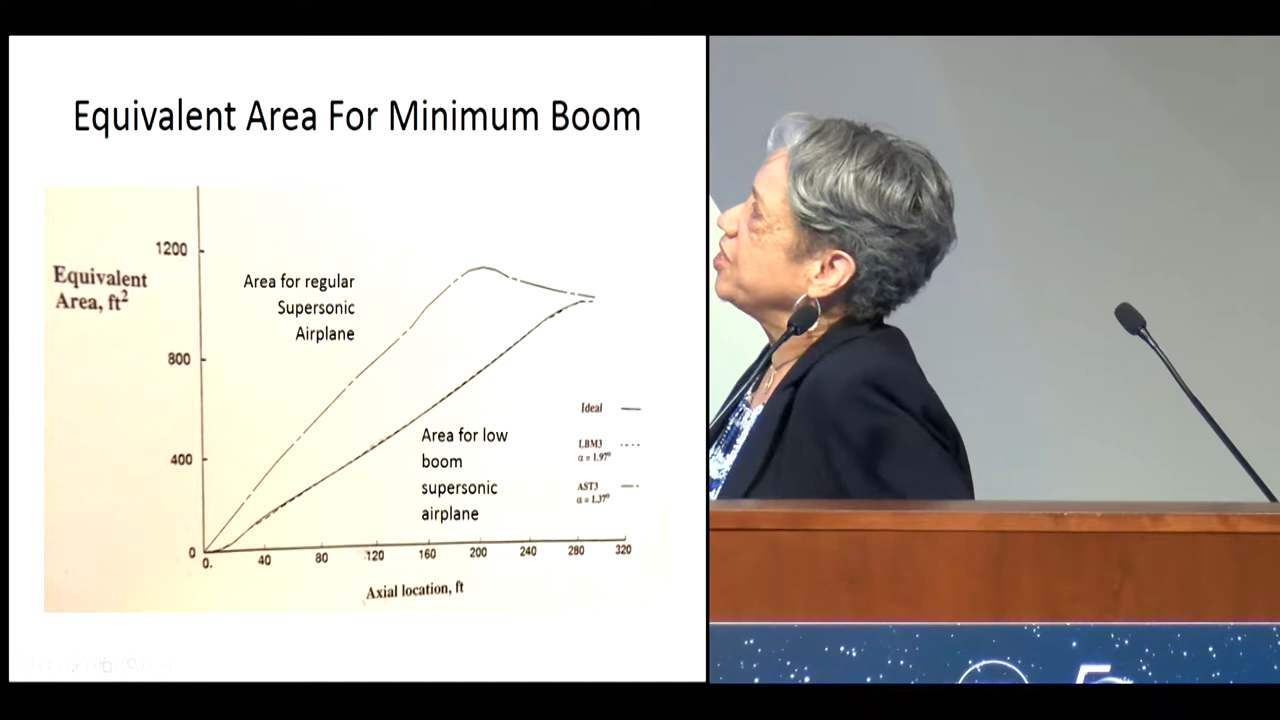 Equivalent Area For Minimum Boom
1200
Equivalent
Area, ft²
Area for regular
Supersonic
Airplane
800
Ideal
Area for low
boom
supersonic
airplane
LBM3
α = 1.97°
400
AST3
α = 1.37°
0
0.
40
80
120
160
200
240
280
320
Axial location, ft
5